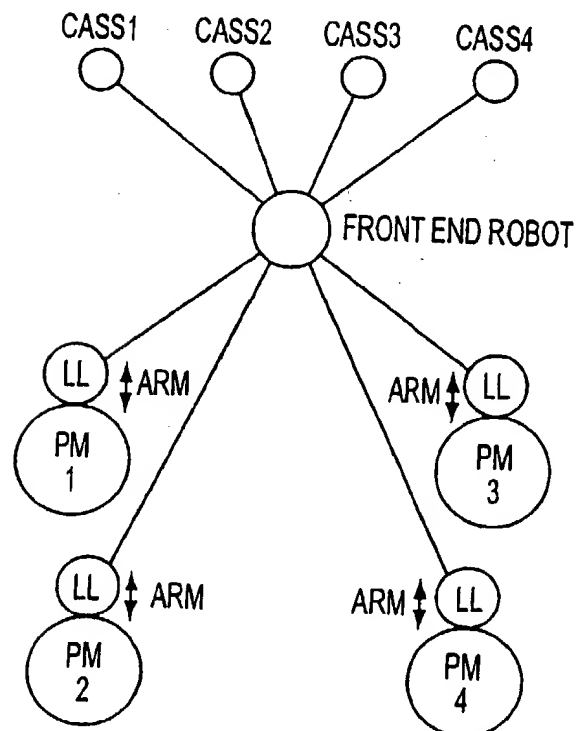 CASS1 CASS2 CASS3 CASS4
FRONT END ROBOT
LL ARM
PM
1
ARM LL
PM
3
LL ARM
PM
2
ARM LL
PM
4